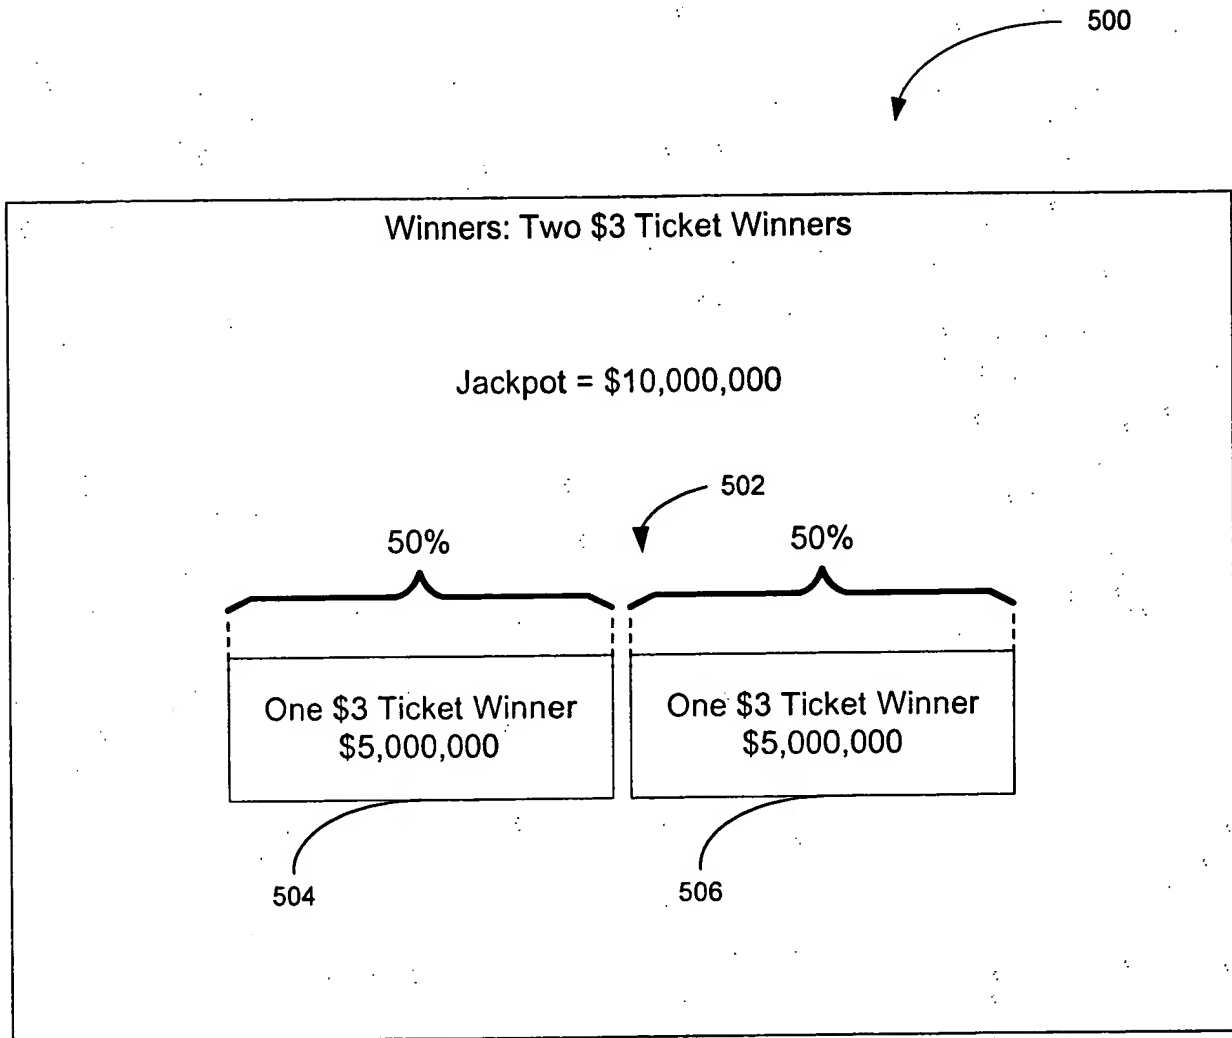 500
Winners: Two $3 Ticket Winners
Jackpot = $10,000,000
502
50%
50%
One $3 Ticket Winner
$5,000,000
One $3 Ticket Winner
$5,000,000
504
506